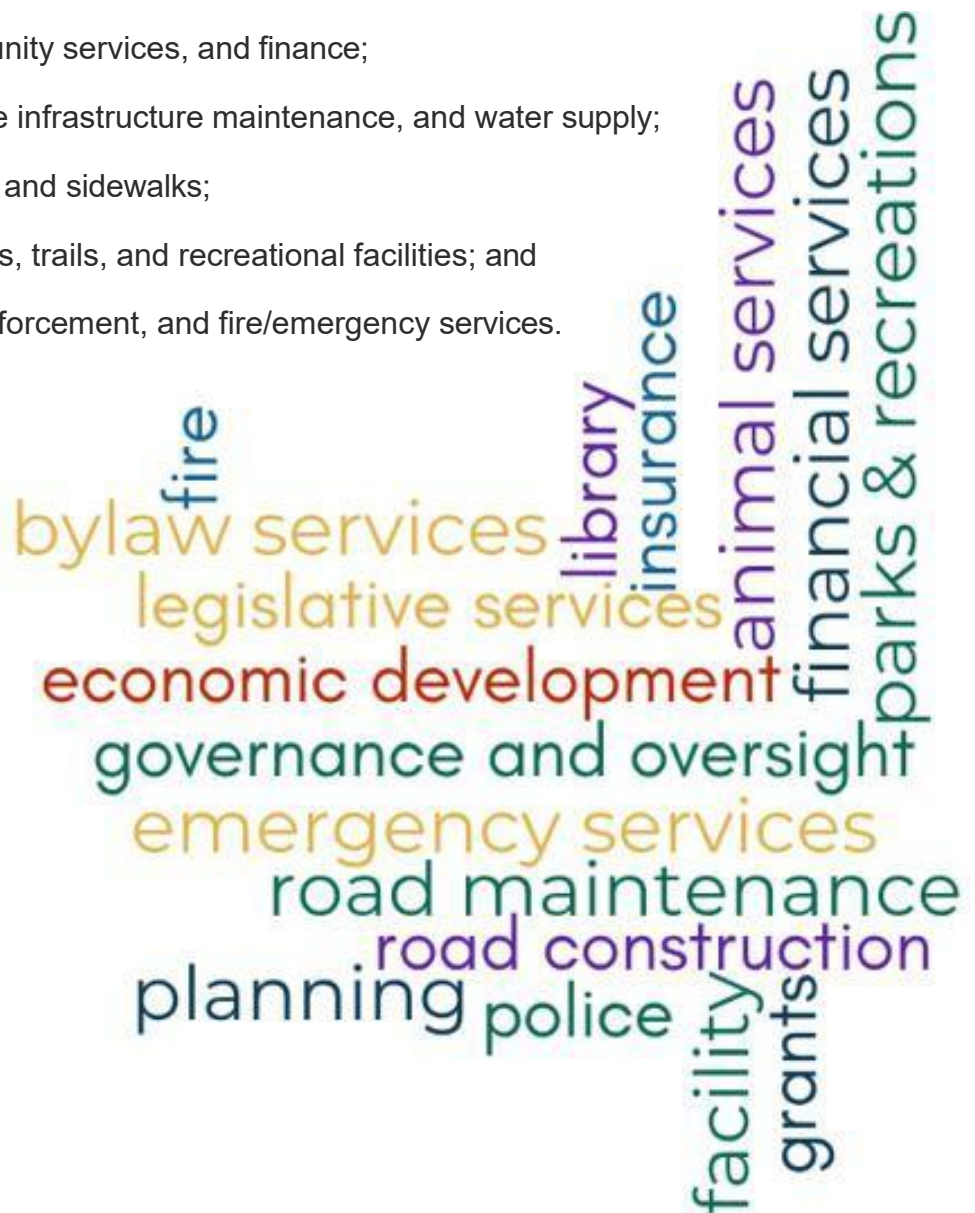 unity services, and finance;
e infrastructure maintenance, and water supply;
and sidewalks;
s, trails, and recreational facilities; and
forcement, and fire/emergency services.
fire
library
insurance
animal services
financial services
parks & recreations
bylaw services
legislative services
economic development
governance and oversight
emergency services
road maintenance
road construction
planning
police
facility
grants